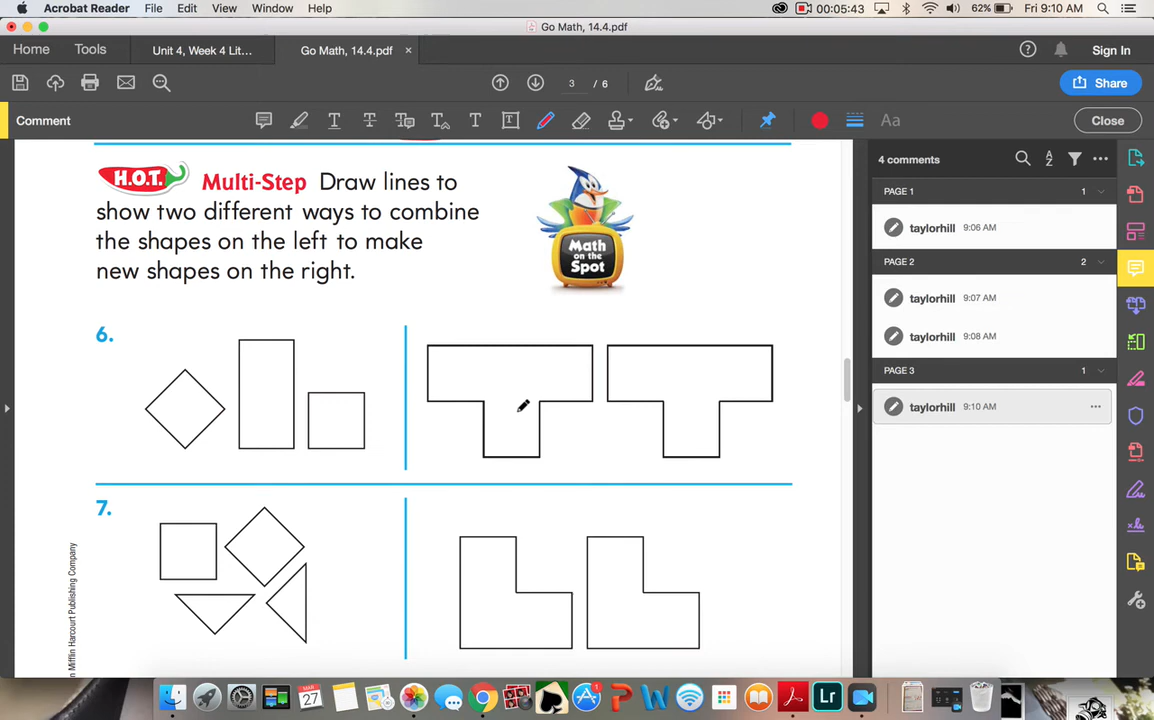 Acrobat Reader File Edit View Window Help 00:05:43 62% Fri 9:10 AM
Go Math, 14.4.pdf
Home Tools Unit 4, Week 4 Lit... Go Math, 14.4.pdf × Sign In
3 / 6 Share
Comment Aa Close
H.O.T. Multi-Step Draw lines to
show two different ways to combine
the shapes on the left to make
new shapes on the right.
Math
on the
Spot
6.
7.
n Mifflin Harcourt Publishing Company
4 comments
PAGE 1 1
taylorhill 9:06 AM
PAGE 2 2
taylorhill 9:07 AM
taylorhill 9:08 AM
PAGE 3 1
taylorhill 9:10 AM
27
Lr